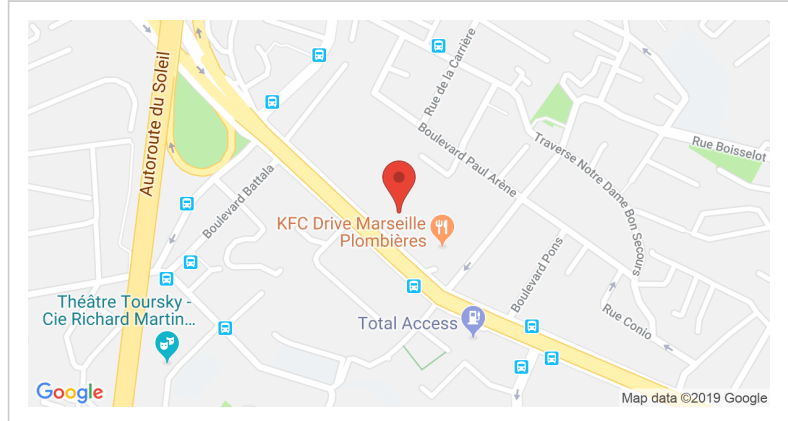 Autoroute du Soleil
Rue de la Carrière
Boulevard Paul Arène
Traverse Notre Dame Bon Secours
Rue Boisselot
Boulevard Battala
KFC Drive Marseille
Plombières
Boulevard Pons
Théâtre Toursky -
Cie Richard Martin...
Total Access
Rue Conio
Google
Map data ©2019 Google